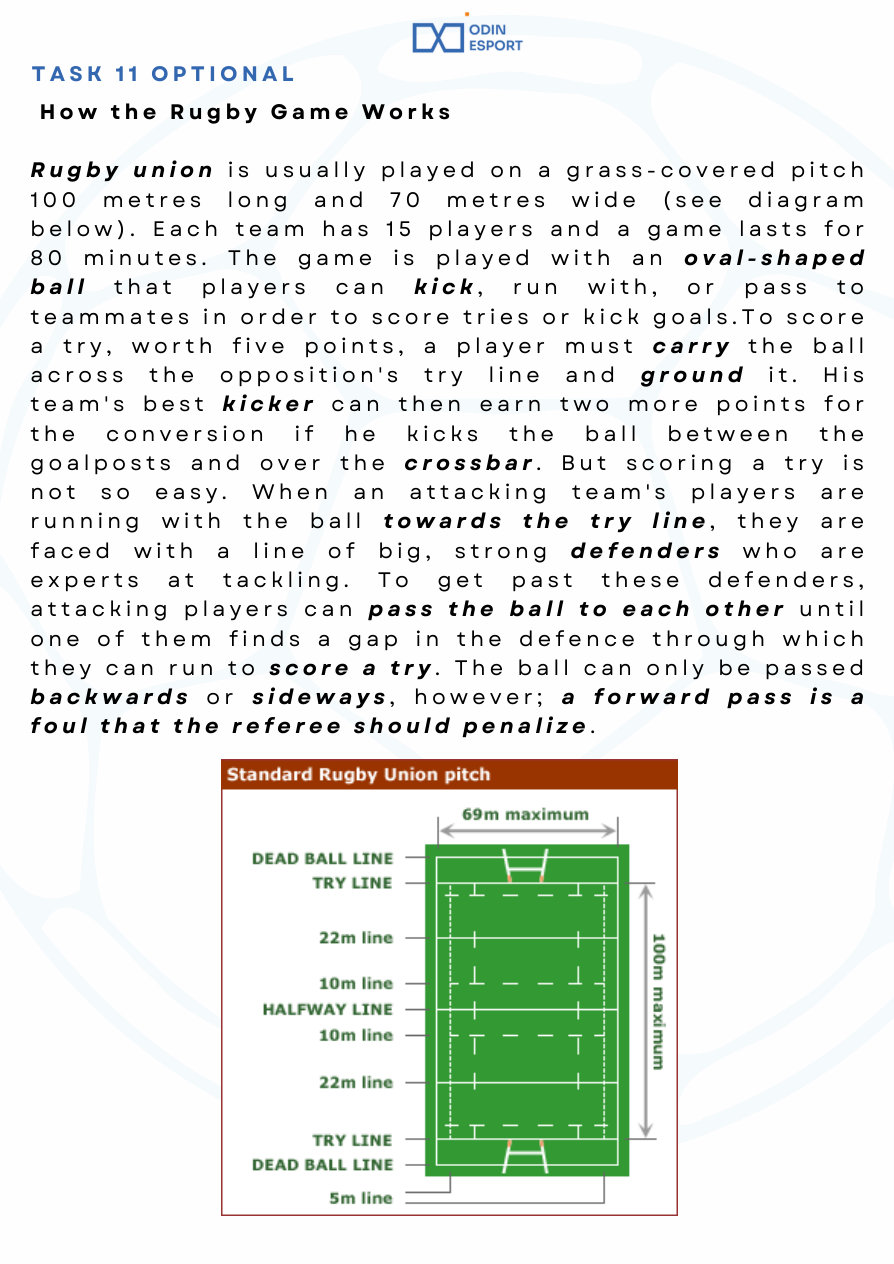 ODIN
ESPORT
TASK 11 OPTIONAL
How the Rugby Game Works
Rugby union is usually played on a grass-covered pitch
100 metres long and 70 metres wide (see diagram
below). Each team has 15 players and a game lasts for
80 minutes. The game is played with an oval-shaped
ball that players can kick, run with, or pass to
teammates in order to score tries or kick goals.To score
a try, worth five points, a player must carry the ball
across the opposition's try line and ground it. His
team's best kicker can then earn two more points for
the conversion if he kicks the ball between the
goalposts and over the crossbar. But scoring a try is
not so easy. When an attacking team's players are
running with the ball towards the try line, they are
faced with a line of big, strong defenders who are
experts at tackling. To get past these defenders,
attacking players can pass the ball to each other until
one of them finds a gap in the defence through which
they can run to score a try. The ball can only be passed
backwards or sideways, however; a forward pass is a
foul that the referee should penalize.
Standard Rugby Union pitch
69m maximum
DEAD BALL LINE
TRY LINE
22m line
10m line
HALFWAY LINE
10m line
22m line
TRY LINE
DEAD BALL LINE
5m line
100m maximum